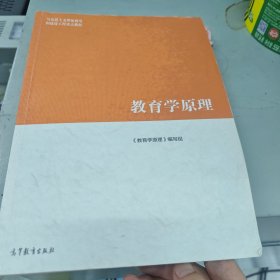 马克思主义理论研究
和建设工程重点教材
教育学原理
《教育学原理》编写组
高等教育出版社